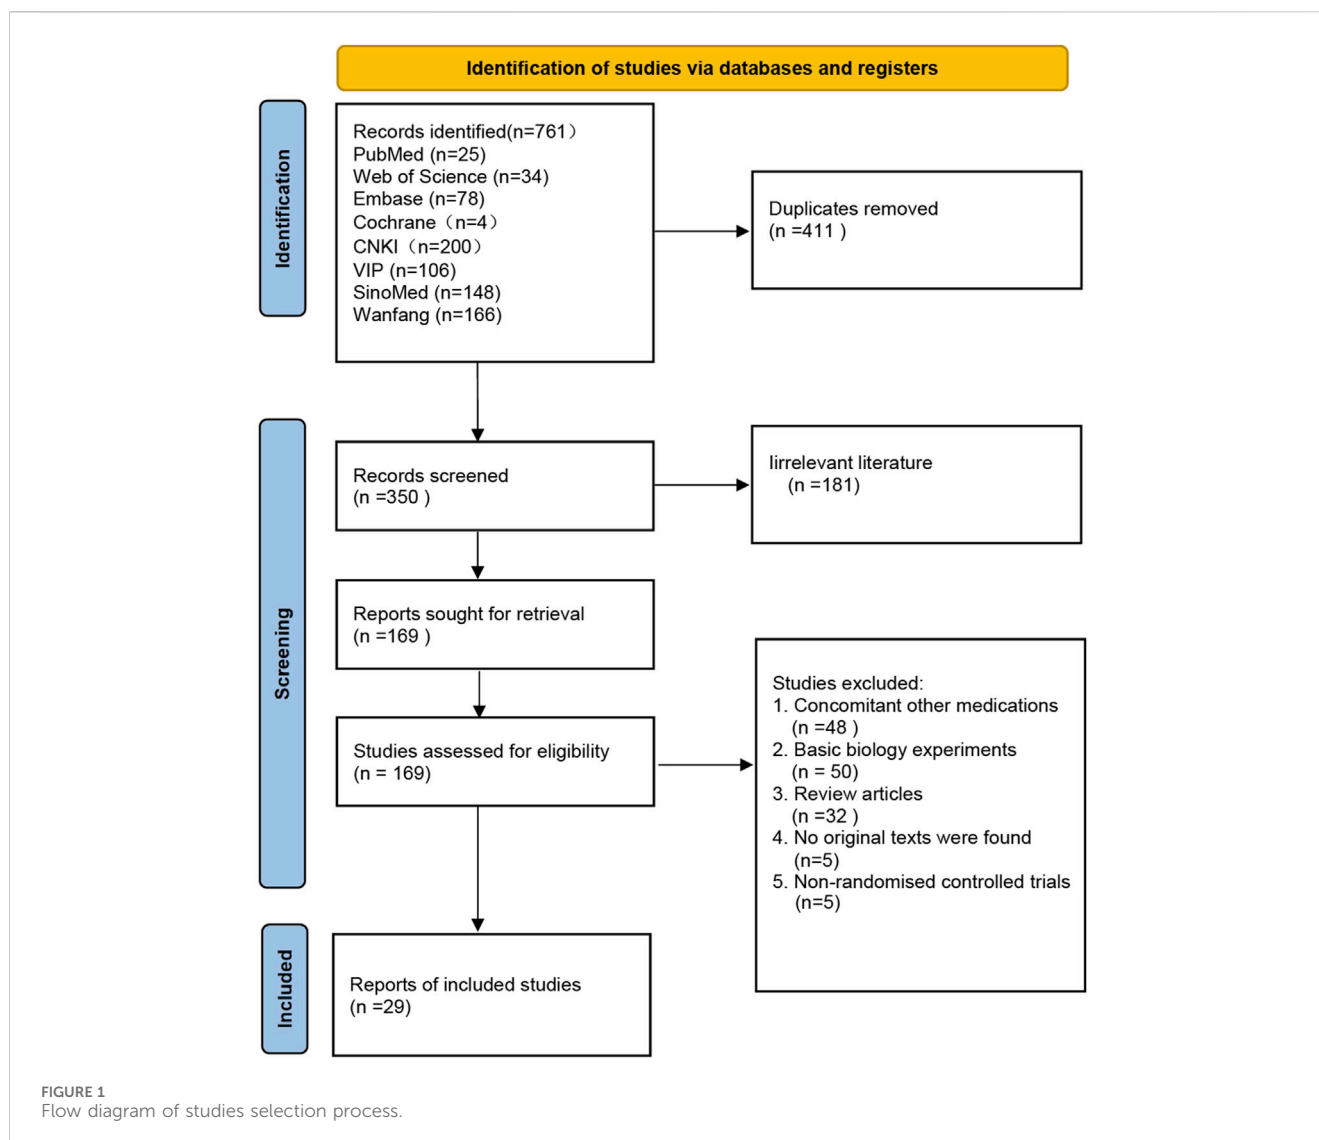 Identification of studies via databases and registers
Identification
Records identified(n=761）
PubMed (n=25)
Web of Science (n=34)
Embase (n=78)
Cochrane（n=4）
CNKI（n=200）
VIP (n=106)
SinoMed (n=148)
Wanfang (n=166)
Duplicates removed
(n =411 )
Screening
Records screened
(n =350 )
Iirrelevant literature
(n =181)
Reports sought for retrieval
(n =169 )
Studies assessed for eligibility
(n = 169)
Studies excluded:
1. Concomitant other medications
(n =48 )
2. Basic biology experiments
(n = 50)
3. Review articles
(n =32 )
4. No original texts were found
(n=5)
5. Non-randomised controlled trials
(n=5)
Included
Reports of included studies
(n =29)
FIGURE 1
Flow diagram of studies selection process.